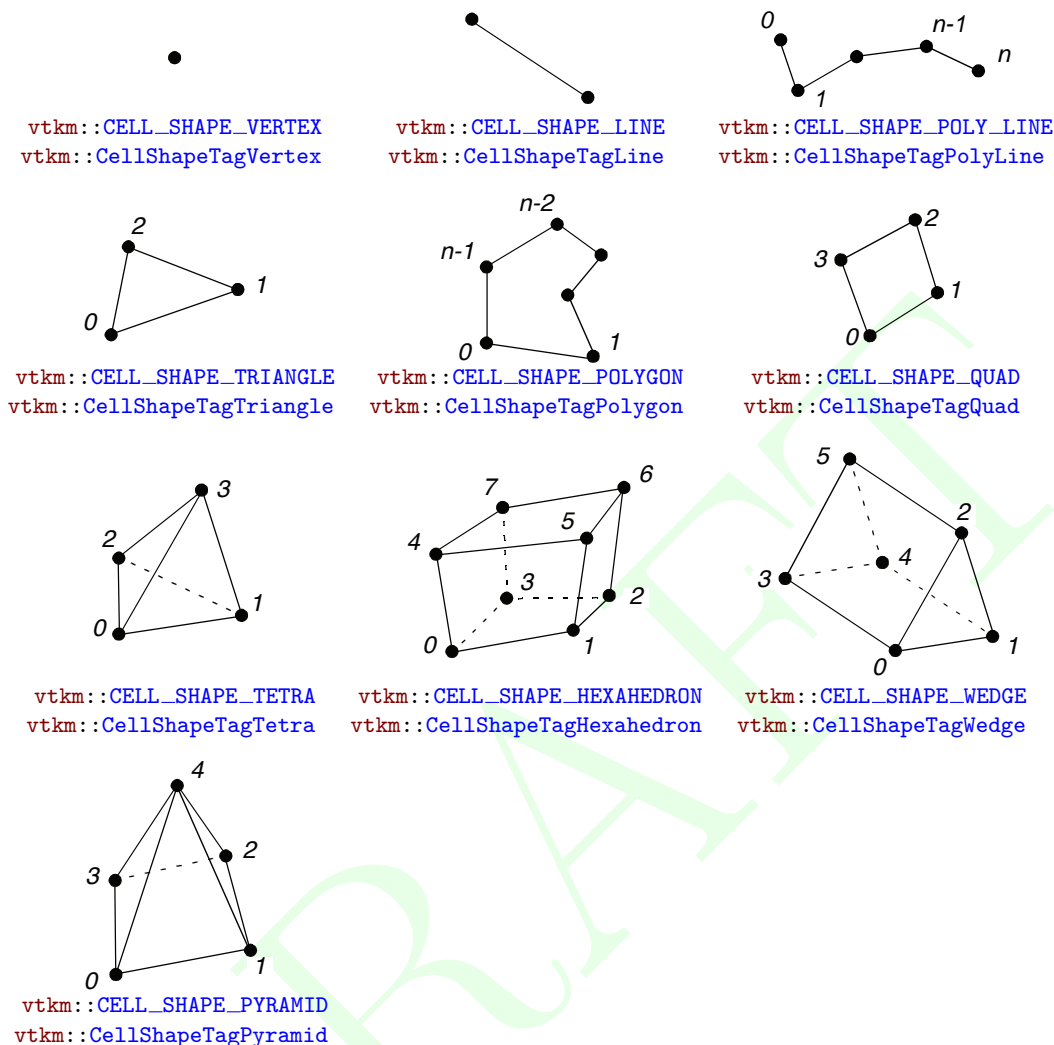 0
n-1
n
1
vtkm::CELL_SHAPE_VERTEX
vtkm::CellShapeTagVertex
vtkm::CELL_SHAPE_LINE
vtkm::CellShapeTagLine
vtkm::CELL_SHAPE_POLY_LINE
vtkm::CellShapeTagPolyLine
2
1
0
n-2
n-1
0
1
2
3
1
0
vtkm::CELL_SHAPE_TRIANGLE
vtkm::CellShapeTagTriangle
vtkm::CELL_SHAPE_POLYGON
vtkm::CellShapeTagPolygon
vtkm::CELL_SHAPE_QUAD
vtkm::CellShapeTagQuad
3
2
1
0
7
6
5
4
3
2
0
1
5
2
4
3
1
0
vtkm::CELL_SHAPE_TETRA
vtkm::CellShapeTagTetra
vtkm::CELL_SHAPE_HEXAHEDRON
vtkm::CellShapeTagHexahedron
vtkm::CELL_SHAPE_WEDGE
vtkm::CellShapeTagWedge
4
2
3
1
0
vtkm::CELL_SHAPE_PYRAMID
vtkm::CellShapeTagPyramid
RAFT